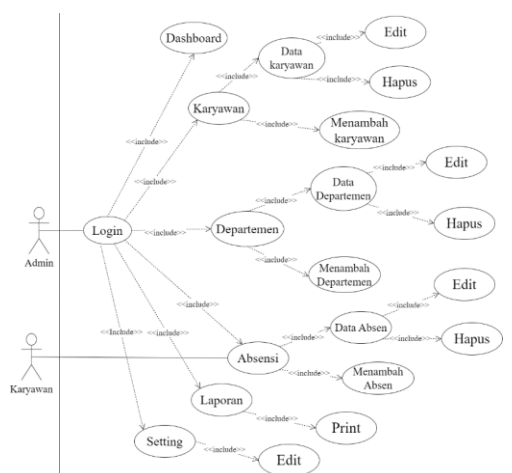 Dashboard
<<include>>
Edit
Data
karyawan
<<include>>
<<include>>
Hapus
Karyawan
<<include>>
Menambah
karyawan
<<include>>
<<include>>
Edit
<<include>>
Data
Departemen
<<include>>
Hapus
<<include>>
Admin
Login
<<include>>
Departemen
<<include>>
Menambah
Departemen
Edit
<<include>>
<<include>>
Data Absen
<<include>>
Hapus
<<Include>>
<<include>>
<<include>>
Karyawan
Absensi
<<include>>
Menambah
Absen
Laporan
<<include>>
Print
Setting
<<include>>
Edit